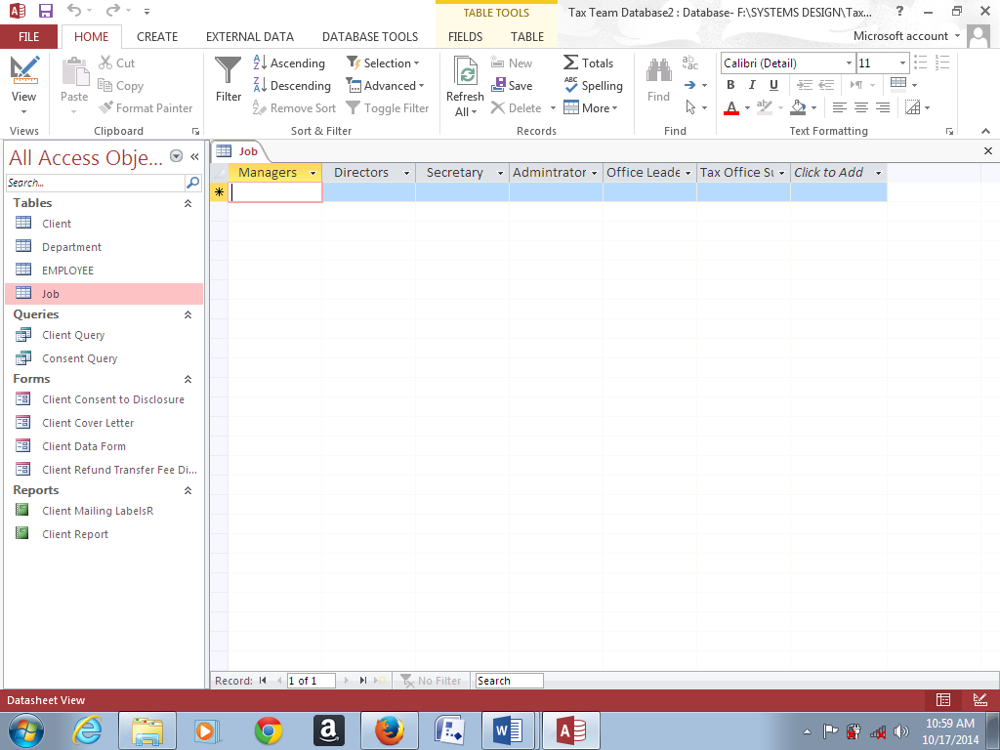 TABLE TOOLS
Tax Team Database2 : Database- F:\SYSTEMS DESIGN\Tax...
?
FILE HOME CREATE EXTERNAL DATA DATABASE TOOLS FIELDS TABLE
Microsoft account
View
Views
Paste
Cut
Copy
Format Painter
Clipboard
Filter
Ascending
Descending
Remove Sort
Selection
Advanced
Toggle Filter
Sort & Filter
Refresh
All
New
Save
Delete
Totals
Spelling
More
Records
Find
Find
Calibri (Detail) 11
B I U
A
Text Formatting
All Access Obje...
Search...
Tables
Client
Department
EMPLOYEE
Job
Queries
Client Query
Consent Query
Forms
Client Consent to Disclosure
Client Cover Letter
Client Data Form
Client Refund Transfer Fee Di...
Reports
Client Mailing LabelsR
Client Report
Job
Managers Directors Secretary Admintrator Office Leade Tax Office Su Click to Add
Record: 1 of 1 No Filter Search
Datasheet View
10:59 AM
10/17/2014